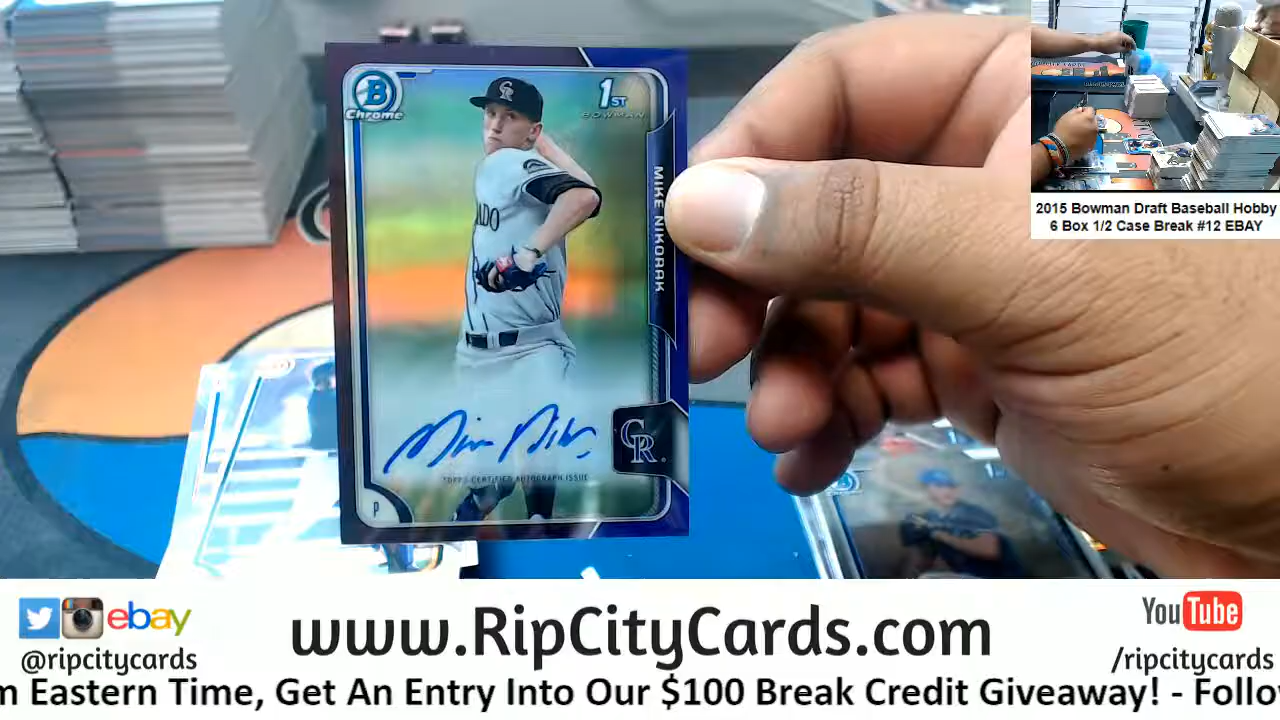 B
Chrome
1ST
BOWMAN
MIKE NIKORAK
CR
TOPPS CERTIFIED AUTOGRAPH ISSUE
P
CR
2015 Bowman Draft Baseball Hobby
6 Box 1/2 Case Break #12 EBAY
ebay
@ripcitycards
www.RipCityCards.com
YouTube
/ripcitycards
m Eastern Time, Get An Entry Into Our $100 Break Credit Giveaway! - Follo